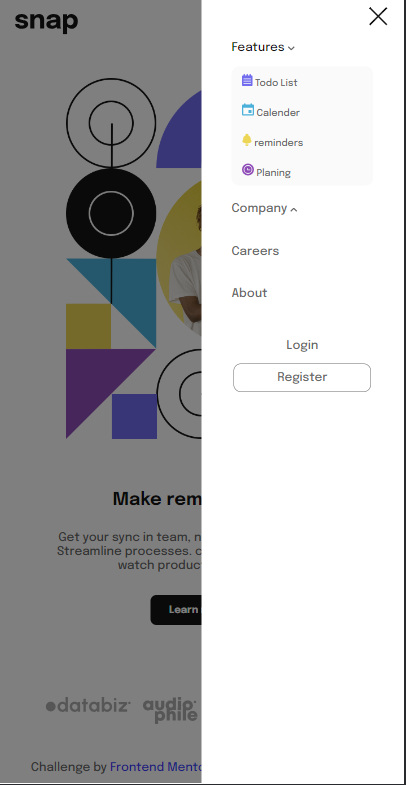 snap
Features
Todo List
Calender
reminders
Planing
Company
Careers
About
Login
Register
Make rem
Get your sync in team, n
Streamline processes. c
watch produc
Learn
databiz
audio
phile
Challenge by Frontend Mento